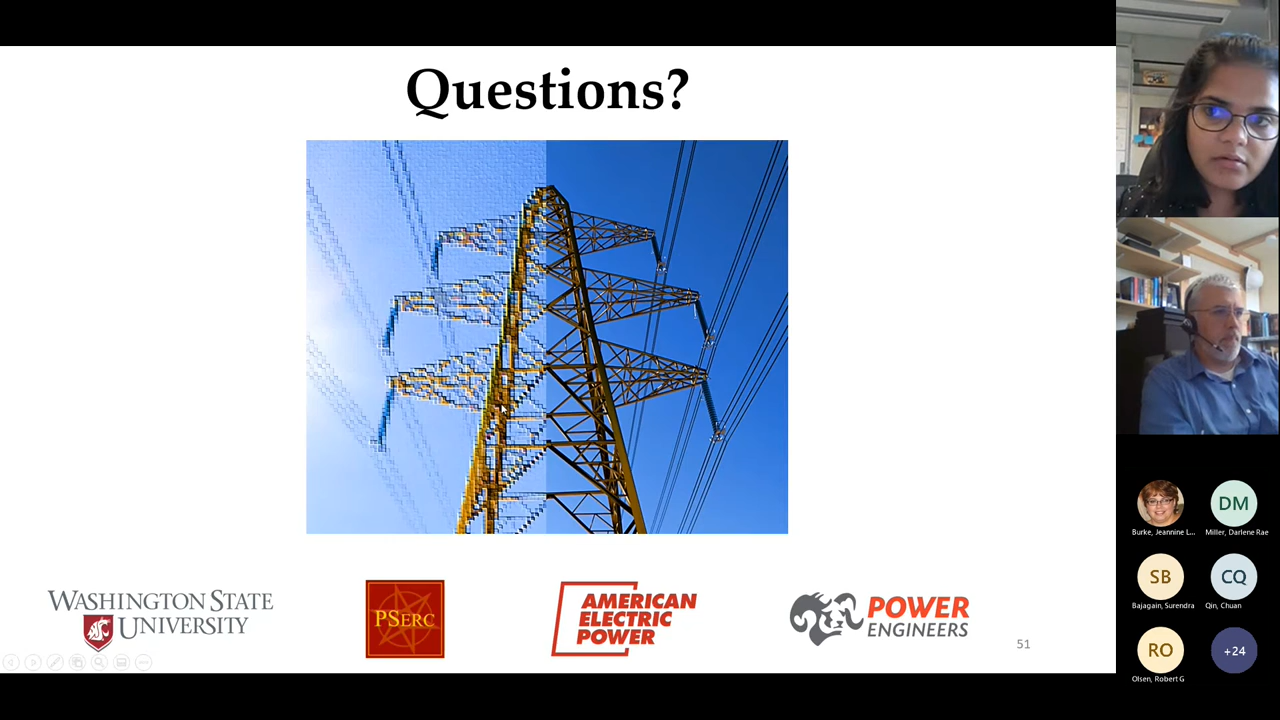 Questions?
WASHINGTON STATE
UNIVERSITY
PSERC
AMERICAN
ELECTRIC
POWER
POWER
ENGINEERS
51
DM
Burke, Jeannine L...
Miller, Darlene Rae
SB
CQ
Bajagain, Surendra
Qin, Chuan
RO
+24
Olsen, Robert G